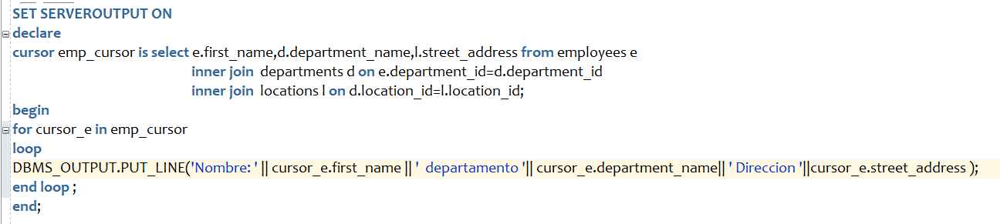 SET SERVEROUTPUT ON
declare
cursor emp_cursor is select e.first_name,d.department_name,l.street_address from employees e
inner join  departments d on e.department_id=d.department_id
inner join  locations l on d.location_id=l.location_id;
begin
for cursor_e in emp_cursor
loop
DBMS_OUTPUT.PUT_LINE('Nombre: ' || cursor_e.first_name || '  departamento '|| cursor_e.department_name|| ' Direccion '||cursor_e.street_address );
end loop ;
end;